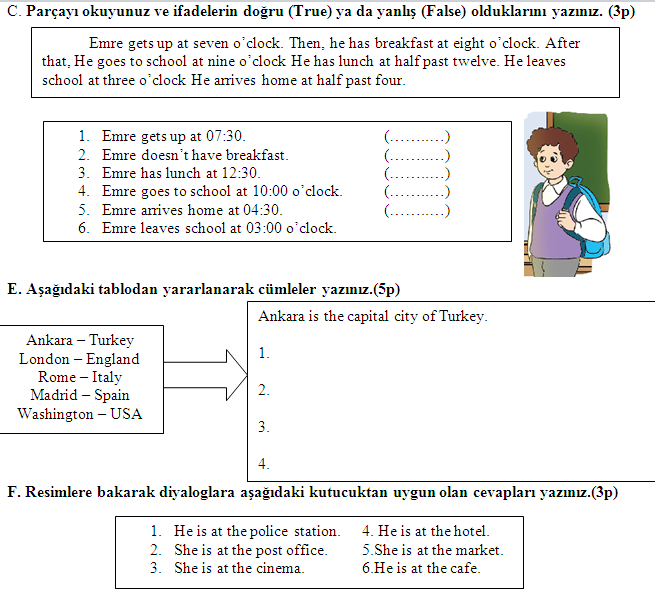 C. Parçayı okuyunuz ve ifadelerin doğru (True) ya da yanlış (False) olduklarını yazınız. (3p)
Emre gets up at seven o’clock. Then, he has breakfast at eight o’clock. After
that, He goes to school at nine o’clock He has lunch at half past twelve. He leaves
school at three o’clock He arrives home at half past four.
1. Emre gets up at 07:30. (………..)
2. Emre doesn’t have breakfast. (………..)
3. Emre has lunch at 12:30. (………..)
4. Emre goes to school at 10:00 o’clock. (………..)
5. Emre arrives home at 04:30. (………..)
6. Emre leaves school at 03:00 o’clock.
E. Aşağıdaki tablodan yararlanarak cümleler yazınız.(5p)
Ankara – Turkey
London – England
Rome – Italy
Madrid – Spain
Washington – USA
Ankara is the capital city of Turkey.
1.
2.
3.
4.
F. Resimlere bakarak diyaloglara aşağıdaki kutucuktan uygun olan cevapları yazınız.(3p)
1. He is at the police station. 4. He is at the hotel.
2. She is at the post office. 5.She is at the market.
3. She is at the cinema. 6.He is at the cafe.